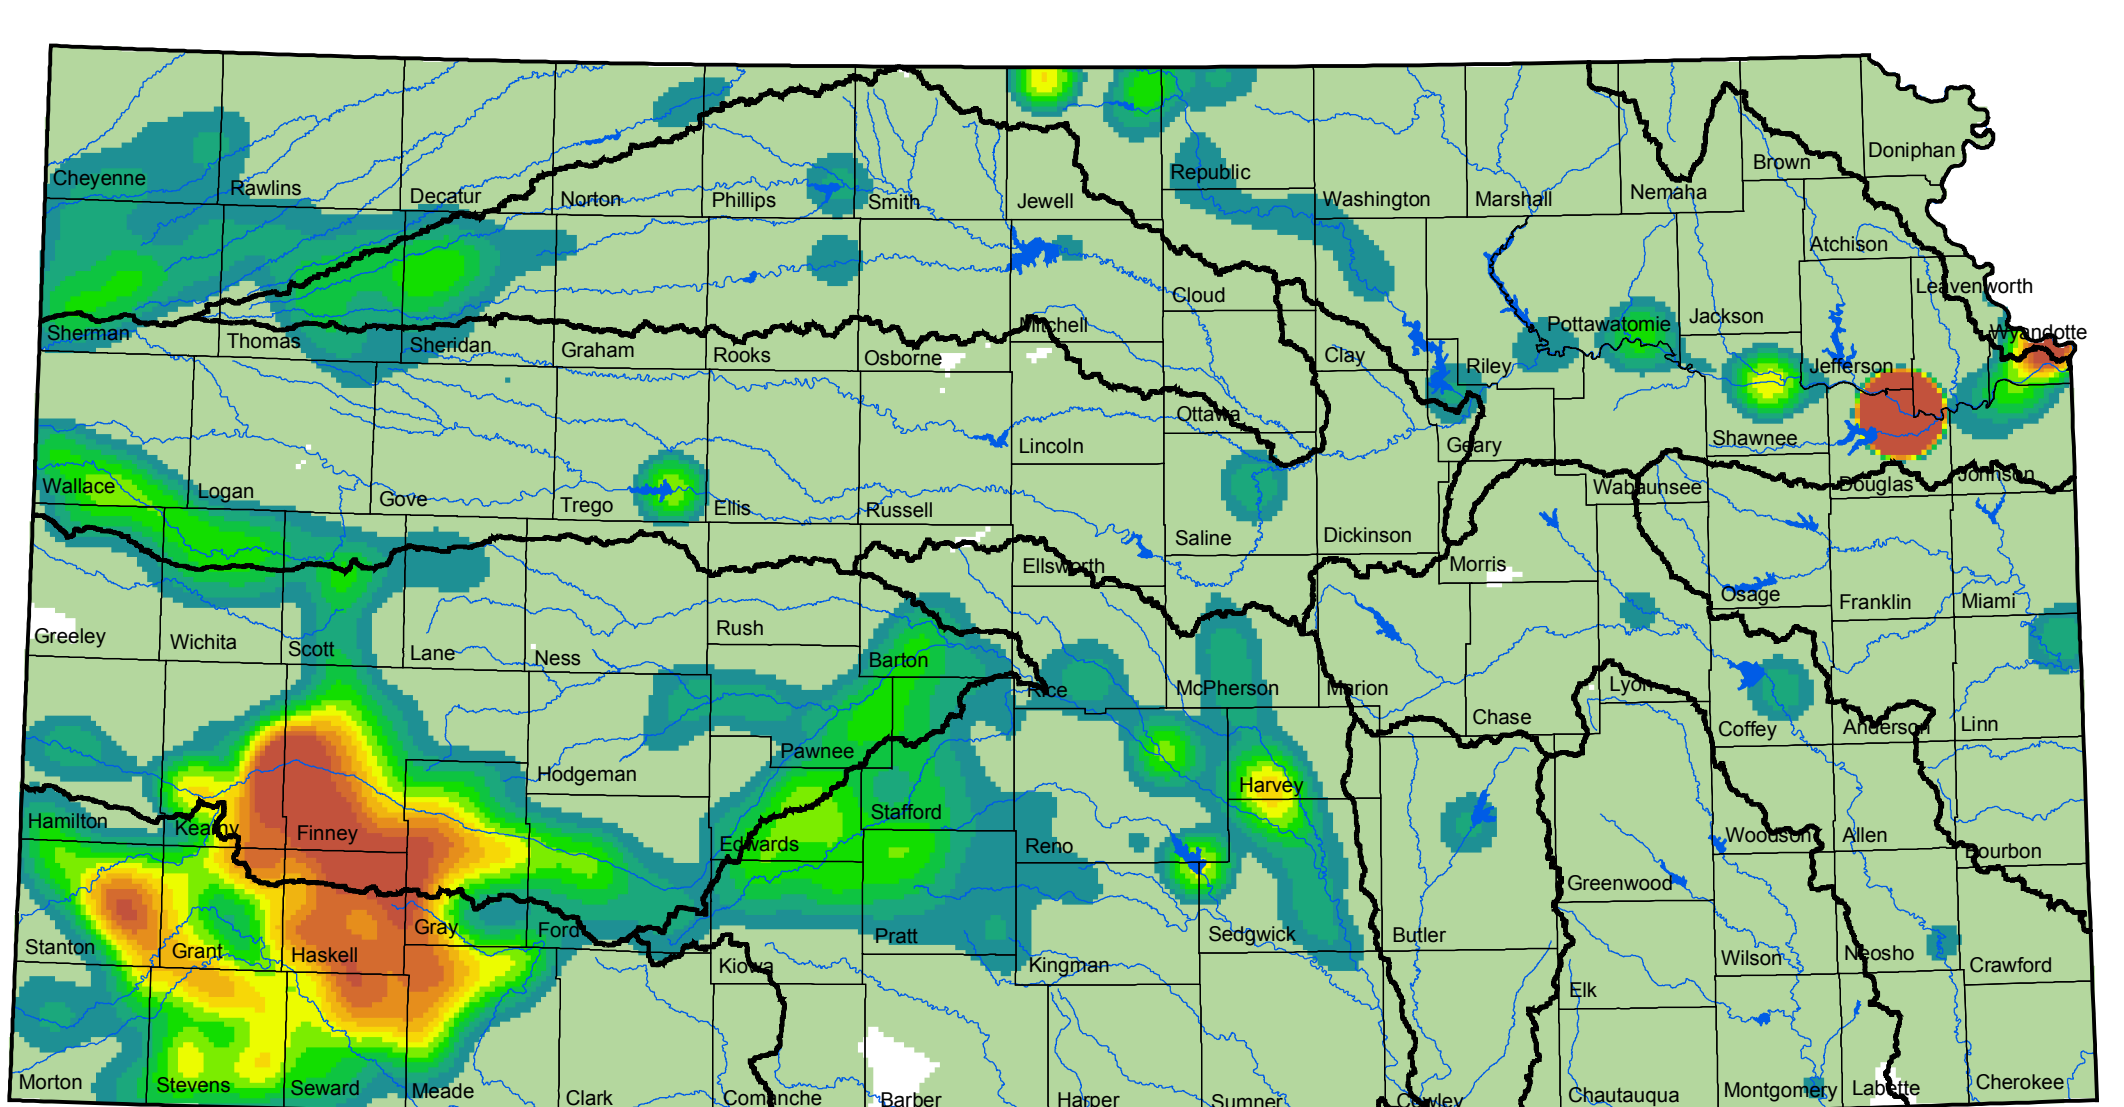 Cheyenne
Rawlins
Decatur
Norton
Phillips
Smith
Jewell
Republic
Washington
Marshall
Nemaha
Brown
Doniphan
Atchison
Leavenworth
Sherman
Thomas
Sheridan
Graham
Rooks
Osborne
Mitchell
Cloud
Clay
Riley
Pottawatomie
Jackson
Jefferson
Wyandotte
Wallace
Logan
Gove
Trego
Ellis
Russell
Lincoln
Ottawa
Saline
Dickinson
Geary
Wabaunsee
Shawnee
Douglas
Johnson
Greeley
Wichita
Scott
Lane
Ness
Rush
Barton
Ellsworth
Rice
McPherson
Marion
Morris
Chase
Lyon
Osage
Franklin
Miami
Coffey
Anderson
Linn
Hamilton
Kearny
Finney
Hodgeman
Pawnee
Edwards
Stafford
Reno
Harvey
Sedgwick
Butler
Greenwood
Woodson
Allen
Bourbon
Stanton
Grant
Haskell
Gray
Ford
Kiowa
Pratt
Kingman
Elk
Wilson
Neosho
Crawford
Morton
Stevens
Seward
Meade
Clark
Comanche
Barber
Harper
Sumner
Cowley
Chautauqua
Montgomery
Labette
Cherokee